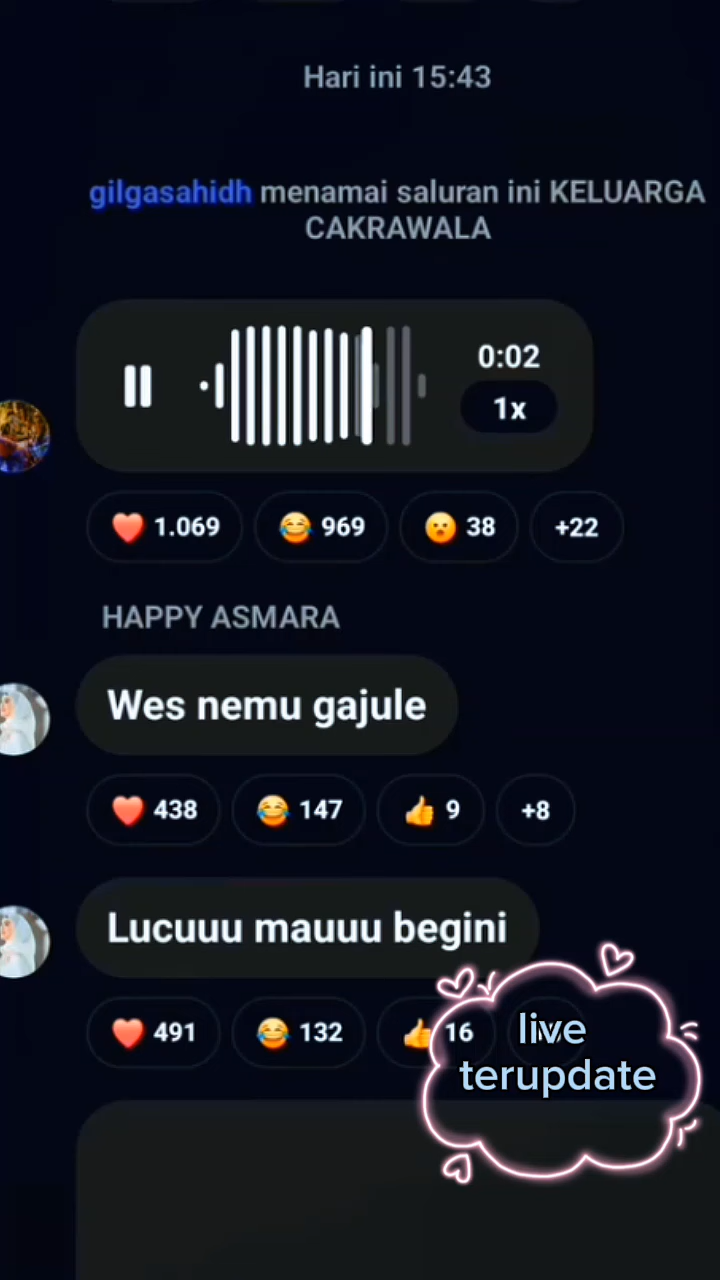 Hari ini 15:43
gilgasahidh menamai saluran ini KELUARGA
CAKRAWALA
0:02
1x
1.069
969
38
+22
HAPPY ASMARA
Wes nemu gajule
438
147
9
+8
Lucuuu mauuu begini
491
132
16
live
terupdate